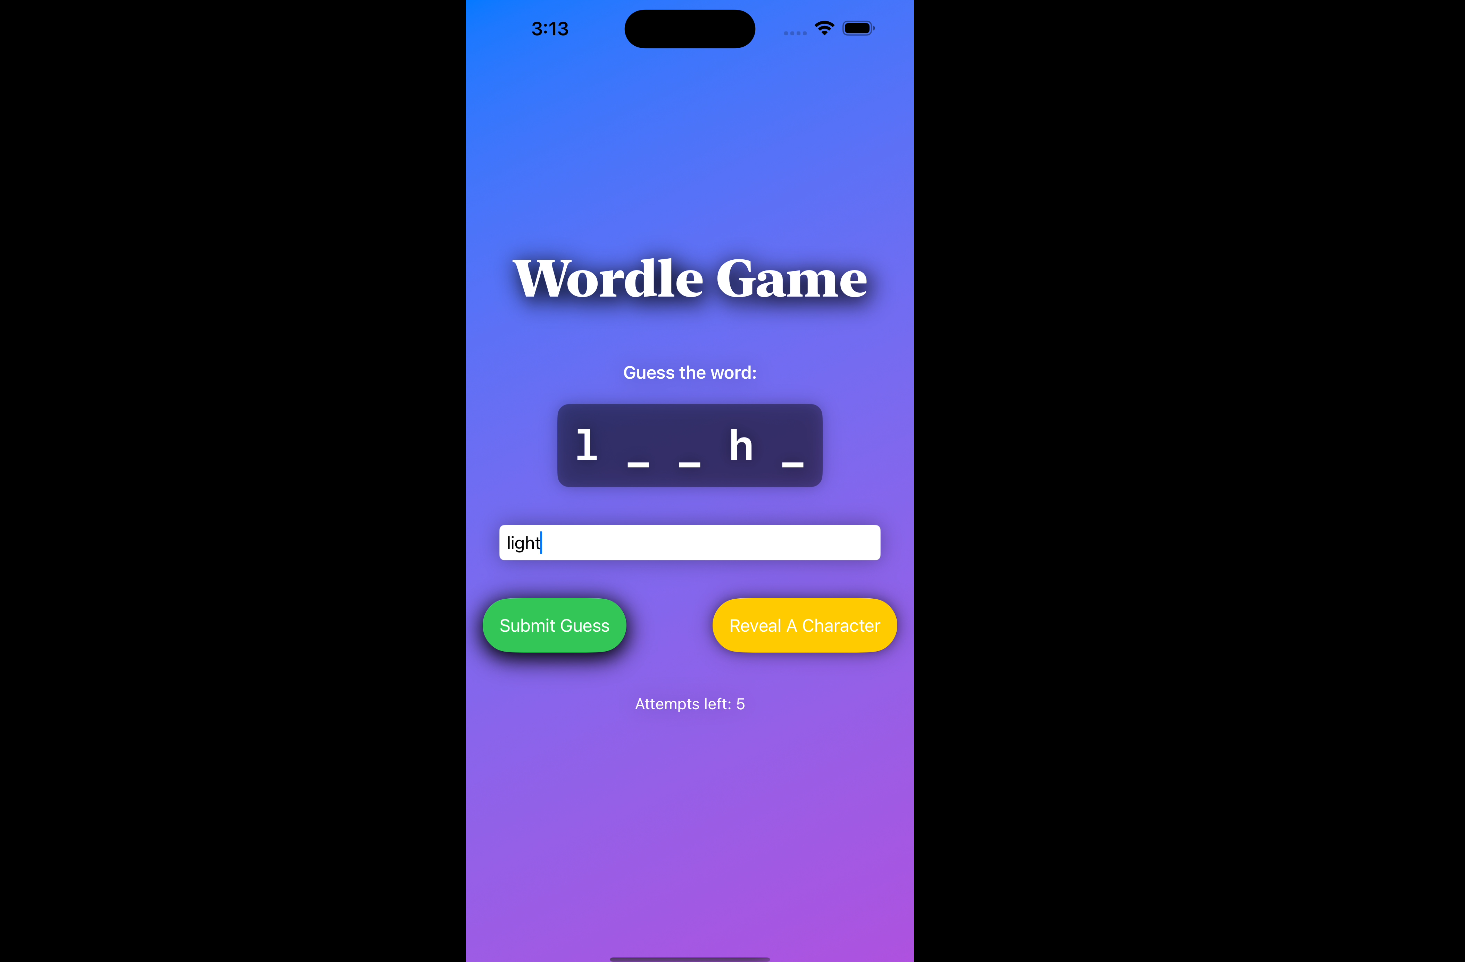 3:13
Wordle Game
Guess the word:
l _ _ h _
light
Submit Guess
Reveal A Character
Attempts left: 5